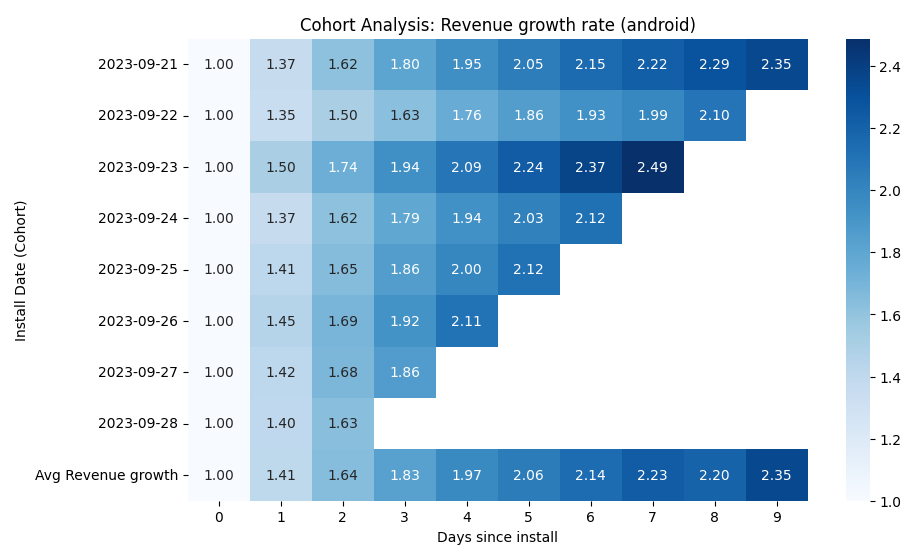 Cohort Analysis: Revenue growth rate (android)
2023-09-21 1.00 1.37 1.62 1.80 1.95 2.05 2.15 2.22 2.29 2.35
2023-09-22 1.00 1.35 1.50 1.63 1.76 1.86 1.93 1.99 2.10
2023-09-23 1.00 1.50 1.74 1.94 2.09 2.24 2.37 2.49
2023-09-24 1.00 1.37 1.62 1.79 1.94 2.03 2.12
2023-09-25 1.00 1.41 1.65 1.86 2.00 2.12
2023-09-26 1.00 1.45 1.69 1.92 2.11
2023-09-27 1.00 1.42 1.68 1.86
2023-09-28 1.00 1.40 1.63
Avg Revenue growth 1.00 1.41 1.64 1.83 1.97 2.06 2.14 2.23 2.20 2.35
0 1 2 3 4 5 6 7 8 9
Days since install
Install Date (Cohort)
2.4
2.2
2.0
1.8
1.6
1.4
1.2
1.0